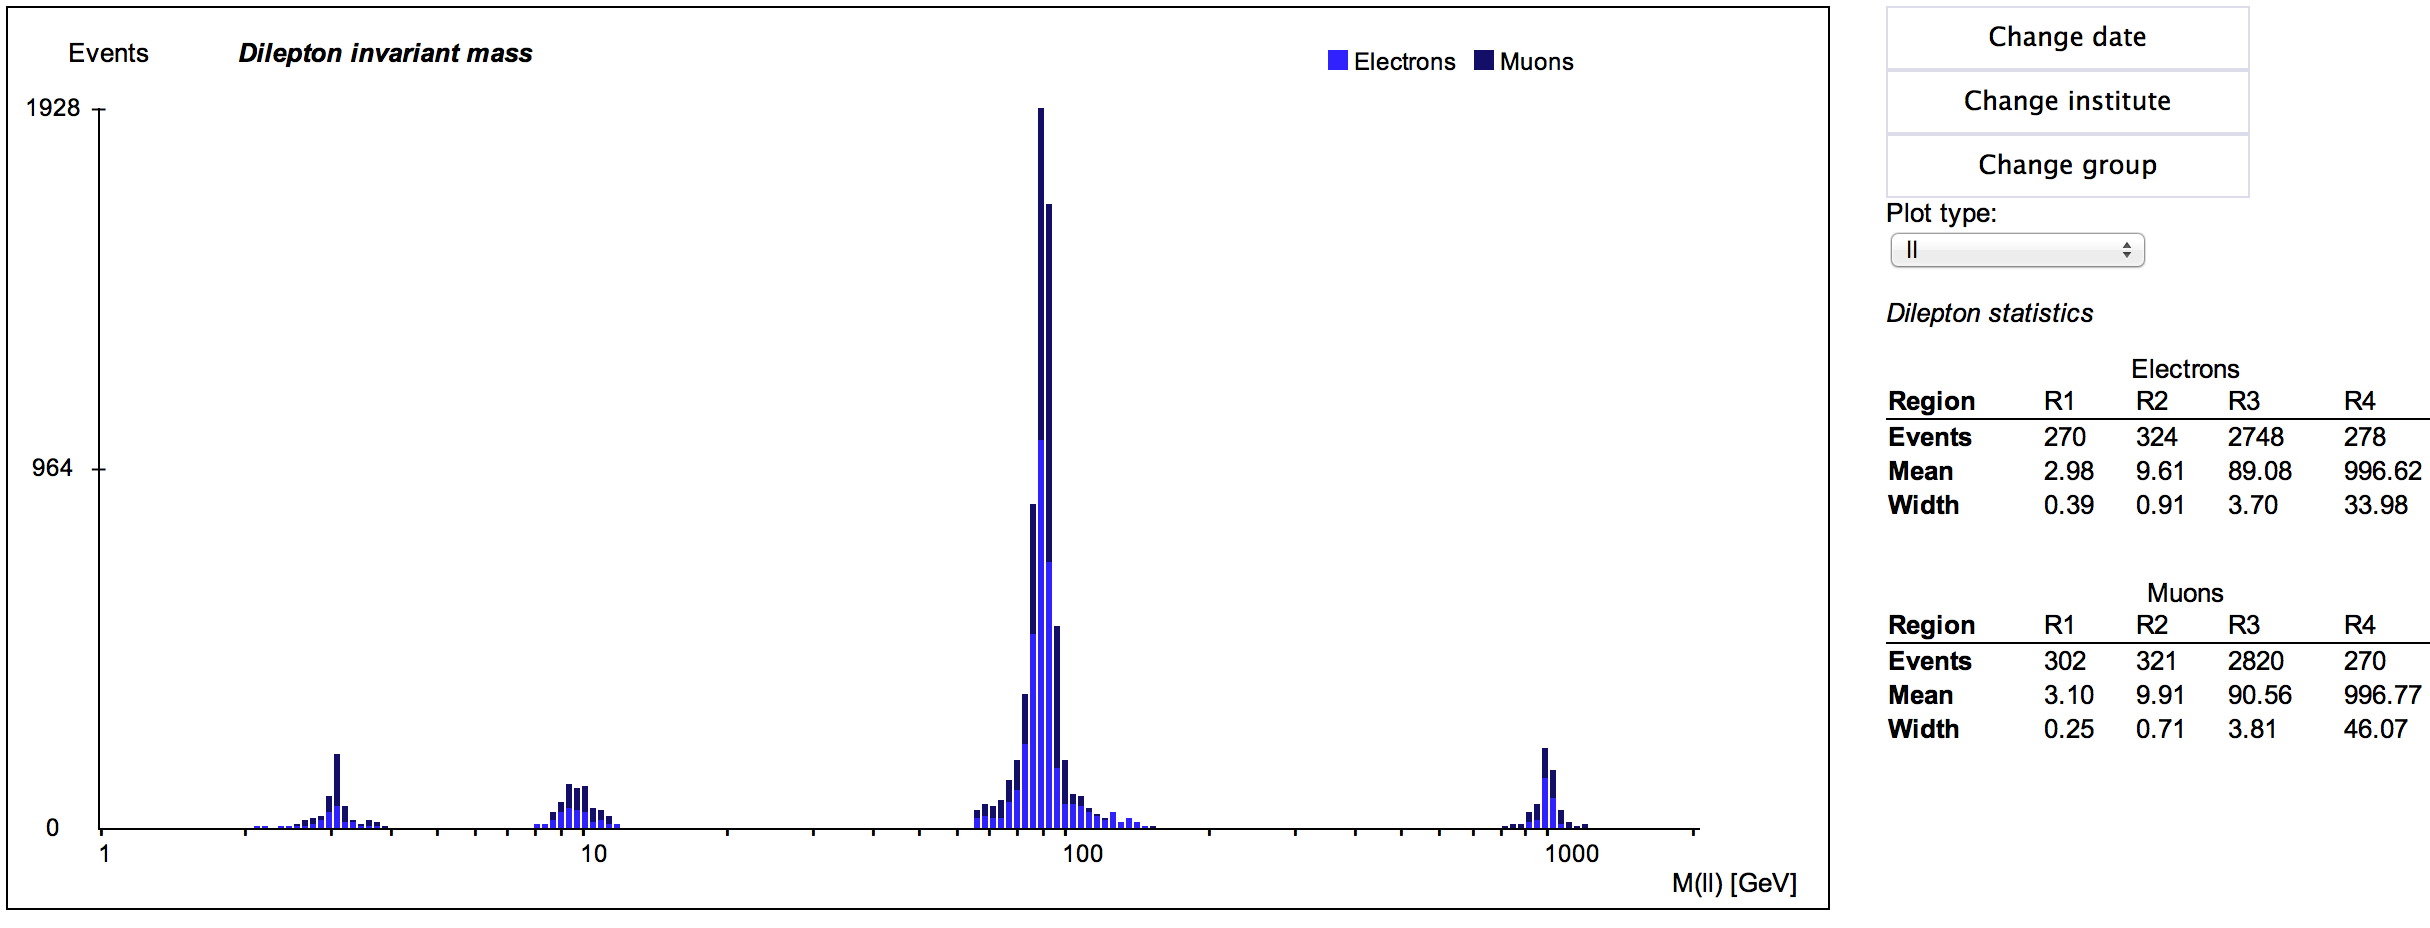 Events
Dilepton invariant mass
Electrons Muons
1928
964
0
1 10 100 1000
M(ll) [GeV]
Change date
Change institute
Change group
Plot type:
ll
Dilepton statistics
Electrons
Region R1 R2 R3 R4
Events 270 324 2748 278
Mean 2.98 9.61 89.08 996.62
Width 0.39 0.91 3.70 33.98
Muons
Region R1 R2 R3 R4
Events 302 321 2820 270
Mean 3.10 9.91 90.56 996.77
Width 0.25 0.71 3.81 46.07